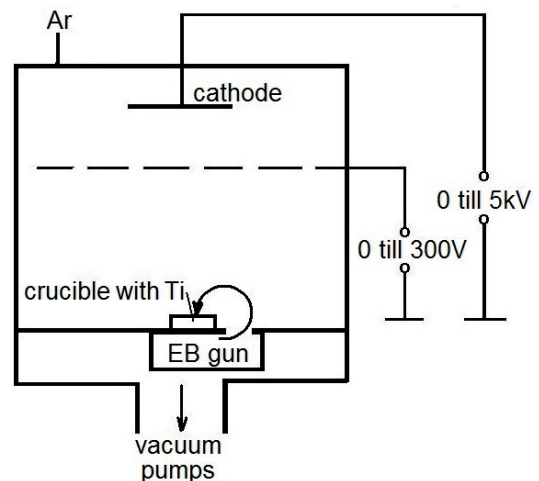 Ar
cathode
0 till 5kV
0 till 300V
crucible with Ti
EB gun
vacuum
pumps